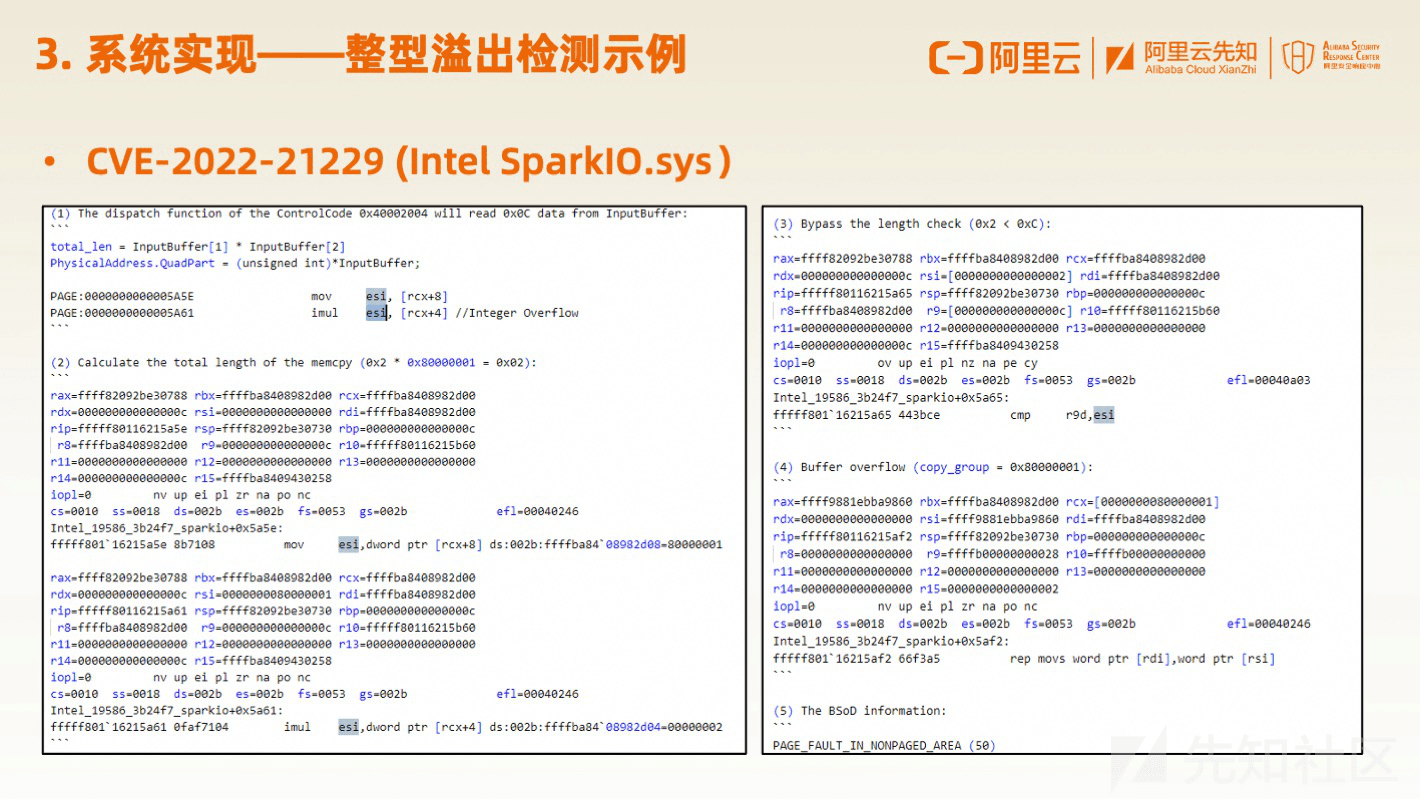 3. 系统实现——整型溢出检测示例
阿里云
阿里云先知
Alibaba Cloud XianZhi
ALIBABA SECURITY
RESPONSE CENTER
阿里安全响应中心
• CVE-2022-21229 (Intel SparkIO.sys)
(1) The dispatch function of the ControlCode 0x40002004 will read 0x0C data from InputBuffer:
```
total_len = InputBuffer[1] * InputBuffer[2]
PhysicalAddress.QuadPart = (unsigned int)*InputBuffer;
PAGE:0000000000005A5E mov esi, [rcx+8]
PAGE:0000000000005A61 imul esi, [rcx+4] //Integer Overflow
```
(2) Calculate the total length of the memcpy (0x2 * 0x80000001 = 0x02):
```
rax=ffff82092be30788 rbx=ffffba8408982d00 rcx=ffffba8408982d00
rdx=000000000000000c rsi=0000000000000000 rdi=ffffba8408982d00
rip=fffff80116215a5e rsp=ffff82092be30730 rbp=000000000000000c
r8=ffffba8408982d00 r9=000000000000000c r10=fffff80116215b60
r11=0000000000000000 r12=0000000000000000 r13=0000000000000000
r14=000000000000000c r15=ffffba8409430258
iopl=0 nv up ei pl zr na po nc
cs=0010 ss=0018 ds=002b es=002b fs=0053 gs=002b efl=00040246
Intel_19586_3b24f7_sparkio+0x5a5e:
fffff801`16215a5e 8b7108 mov esi,dword ptr [rcx+8] ds:002b:ffffba84`08982d08=80000001
rax=ffff82092be30788 rbx=ffffba8408982d00 rcx=ffffba8408982d00
rdx=000000000000000c rsi=0000000080000001 rdi=ffffba8408982d00
rip=fffff80116215a61 rsp=ffff82092be30730 rbp=000000000000000c
r8=ffffba8408982d00 r9=000000000000000c r10=fffff80116215b60
r11=0000000000000000 r12=0000000000000000 r13=0000000000000000
r14=000000000000000c r15=ffffba8409430258
iopl=0 nv up ei pl zr na po nc
cs=0010 ss=0018 ds=002b es=002b fs=0053 gs=002b efl=00040246
Intel_19586_3b24f7_sparkio+0x5a61:
fffff801`16215a61 0faf7104 imul esi,dword ptr [rcx+4] ds:002b:ffffba84`08982d04=00000002
```
(3) Bypass the length check (0x2 < 0xC):
```
rax=ffff82092be30788 rbx=ffffba8408982d00 rcx=ffffba8408982d00
rdx=000000000000000c rsi=[0000000000000002] rdi=ffffba8408982d00
rip=fffff80116215a65 rsp=ffff82092be30730 rbp=000000000000000c
r8=ffffba8408982d00 r9=[000000000000000c] r10=fffff80116215b60
r11=0000000000000000 r12=0000000000000000 r13=0000000000000000
r14=000000000000000c r15=ffffba8409430258
iopl=0 ov up ei pl nz na pe cy
cs=0010 ss=0018 ds=002b es=002b fs=0053 gs=002b efl=00040a03
Intel_19586_3b24f7_sparkio+0x5a65:
fffff801`16215a65 443bce cmp r9d,esi
```
(4) Buffer overflow (copy_group = 0x80000001):
```
rax=ffff9881ebba9860 rbx=ffffba8408982d00 rcx=[0000000080000001]
rdx=0000000000000000 rsi=ffff9881ebba9860 rdi=ffffba8408982d00
rip=fffff80116215af2 rsp=ffff82092be30730 rbp=000000000000000c
r8=0000000000000000 r9=ffffb00000000028 r10=ffffb00000000000
r11=0000000000000000 r12=0000000000000000 r13=0000000000000000
r14=000000000000000c r15=0000000000000002
iopl=0 nv up ei pl zr na po nc
cs=0010 ss=0018 ds=002b es=002b fs=0053 gs=002b efl=00040246
Intel_19586_3b24f7_sparkio+0x5af2:
fffff801`16215af2 66f3a5 rep movs word ptr [rdi],word ptr [rsi]
```
(5) The BSoD information:
```
PAGE_FAULT_IN_NONPAGED_AREA (50)
先知社区